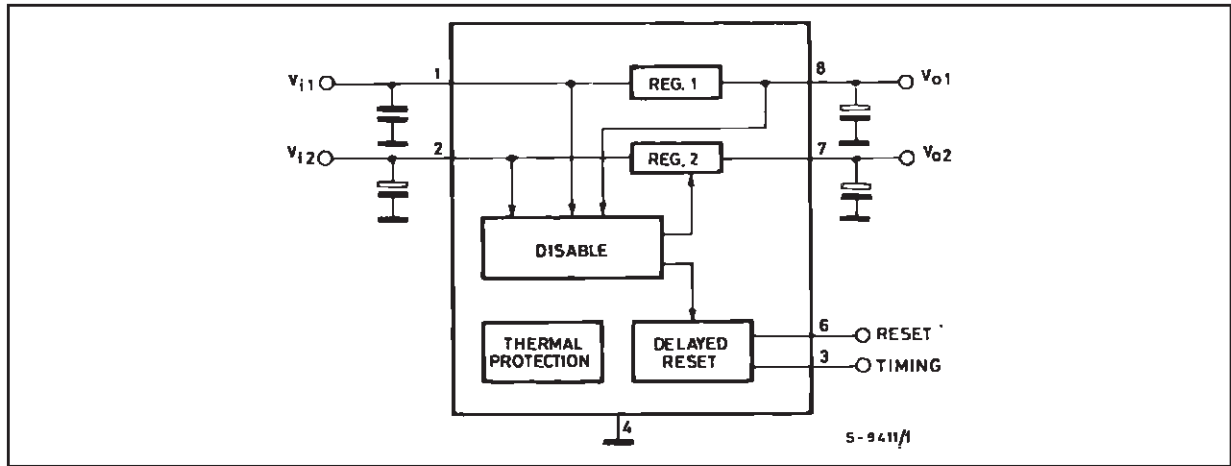 1
REG. 1
8
Vi1
Vo1
2
REG. 2
7
Vi2
Vo2
DISABLE
THERMAL
PROTECTION
DELAYED
RESET
6
RESET
3
TIMING
4
S-9411/1